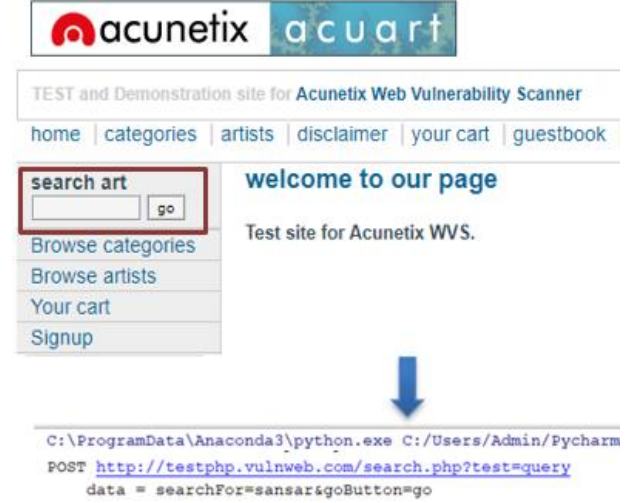 acunetix acuart
TEST and Demonstration site for Acunetix Web Vulnerability Scanner
home | categories | artists | disclaimer | your cart | guestbook |
search art
go
welcome to our page
Test site for Acunetix WVS.
Browse categories
Browse artists
Your cart
Signup
C:\ProgramData\Anaconda3\python.exe C:/Users/Admin/Pycharm
POST http://testphp.vulnweb.com/search.php?test=query
data = searchFor=sansar&goButton=go